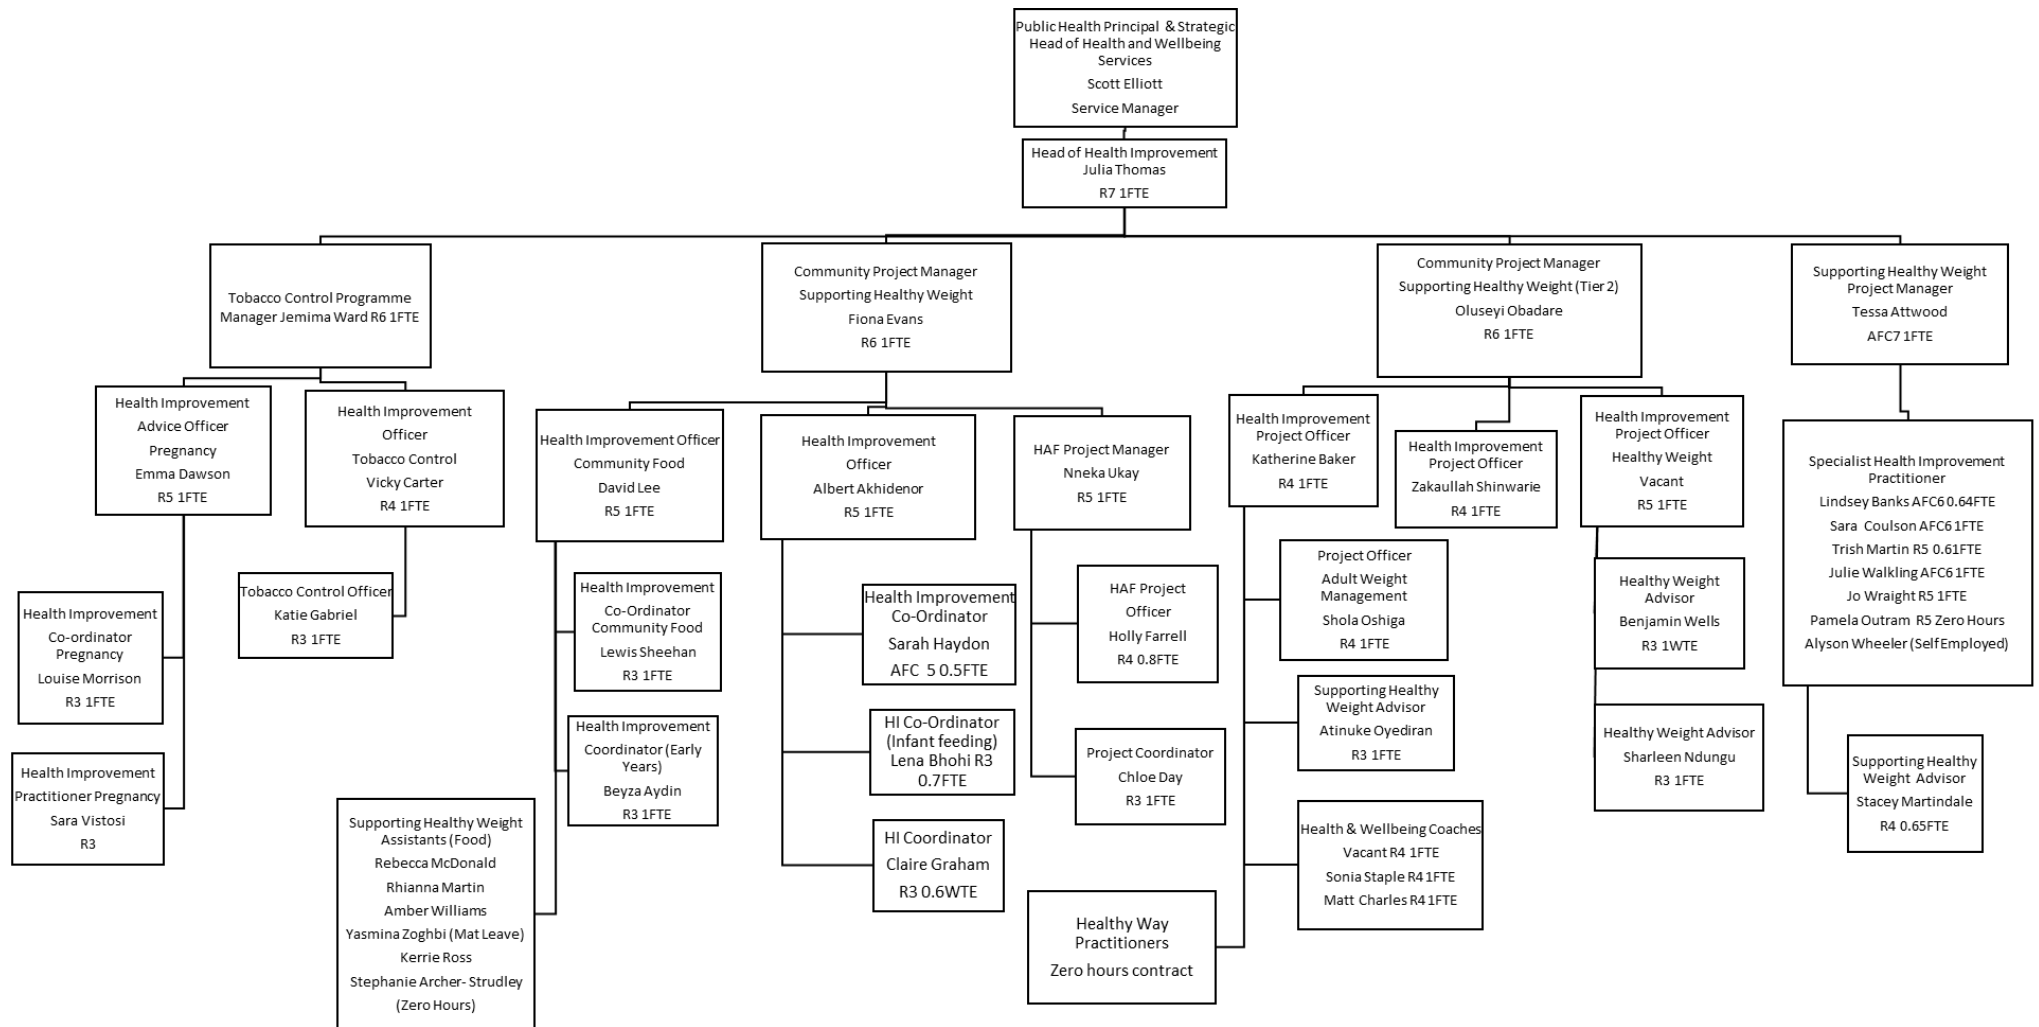 Public Health Principal & Strategic
Head of Health and Wellbeing
Services
Scott Elliott
Service Manager
Head of Health Improvement
Julia Thomas
R7 1FTE
Tobacco Control Programme
Manager Jemima Ward R6 1FTE
Community Project Manager
Supporting Healthy Weight
Fiona Evans
R6 1FTE
Community Project Manager
Supporting Healthy Weight (Tier 2)
Oluseyi Obadare
R6 1FTE
Supporting Healthy Weight
Project Manager
Tessa Attwood
AFC7 1FTE
Health Improvement
Advice Officer
Pregnancy
Emma Dawson
R5 1FTE
Health Improvement
Officer
Tobacco Control
Vicky Carter
R4 1FTE
Health Improvement Officer
Community Food
David Lee
R5 1FTE
Health Improvement
Officer
Albert Akhidenor
R5 1FTE
HAF Project Manager
Nneka Ukay
R5 1FTE
Health Improvement
Project Officer
Katherine Baker
R4 1FTE
Health Improvement
Project Officer
Zakaullah Shinwarie
R4 1FTE
Health Improvement
Project Officer
Healthy Weight
Vacant
R5 1FTE
Specialist Health Improvement
Practitioner
Lindsey Banks AFC6 0.64FTE
Sara Coulson AFC6 1FTE
Trish Martin R5 0.61FTE
Julie Walkling AFC6 1FTE
Jo Wraight R5 1FTE
Pamela Outram R5 Zero Hours
Alyson Wheeler (Self Employed)
Health Improvement
Co-ordinator
Pregnancy
Louise Morrison
R3 1FTE
Tobacco Control Officer
Katie Gabriel
R3 1FTE
Health Improvement
Co-Ordinator
Community Food
Lewis Sheehan
R3 1FTE
Health Improvement
Co-Ordinator
Sarah Haydon
AFC 5 0.5FTE
HAF Project
Officer
Holly Farrell
R4 0.8FTE
Project Officer
Adult Weight
Management
Shola Oshiga
R4 1FTE
Healthy Weight
Advisor
Benjamin Wells
R3 1WTE
Health Improvement
Practitioner Pregnancy
Sara Vistosi
R3
Health Improvement
Coordinator (Early
Years)
Beyza Aydin
R3 1FTE
HI Co-Ordinator
(Infant feeding)
Lena Bhohi R3
0.7FTE
Project Coordinator
Chloe Day
R3 1FTE
Supporting Healthy
Weight Advisor
Atinuke Oyediran
R3 1FTE
Healthy Weight Advisor
Sharleen Ndungu
R3 1FTE
Supporting Healthy
Weight Advisor
Stacey Martindale
R4 0.65FTE
Supporting Healthy Weight
Assistants (Food)
Rebecca McDonald
Rhianna Martin
Amber Williams
Yasmina Zoghbi (Mat Leave)
Kerrie Ross
Stephanie Archer- Strudley
(Zero Hours)
HI Coordinator
Claire Graham
R3 0.6WTE
Health & Wellbeing Coaches
Vacant R4 1FTE
Sonia Staple R4 1FTE
Matt Charles R4 1FTE
Healthy Way
Practitioners
Zero hours contract